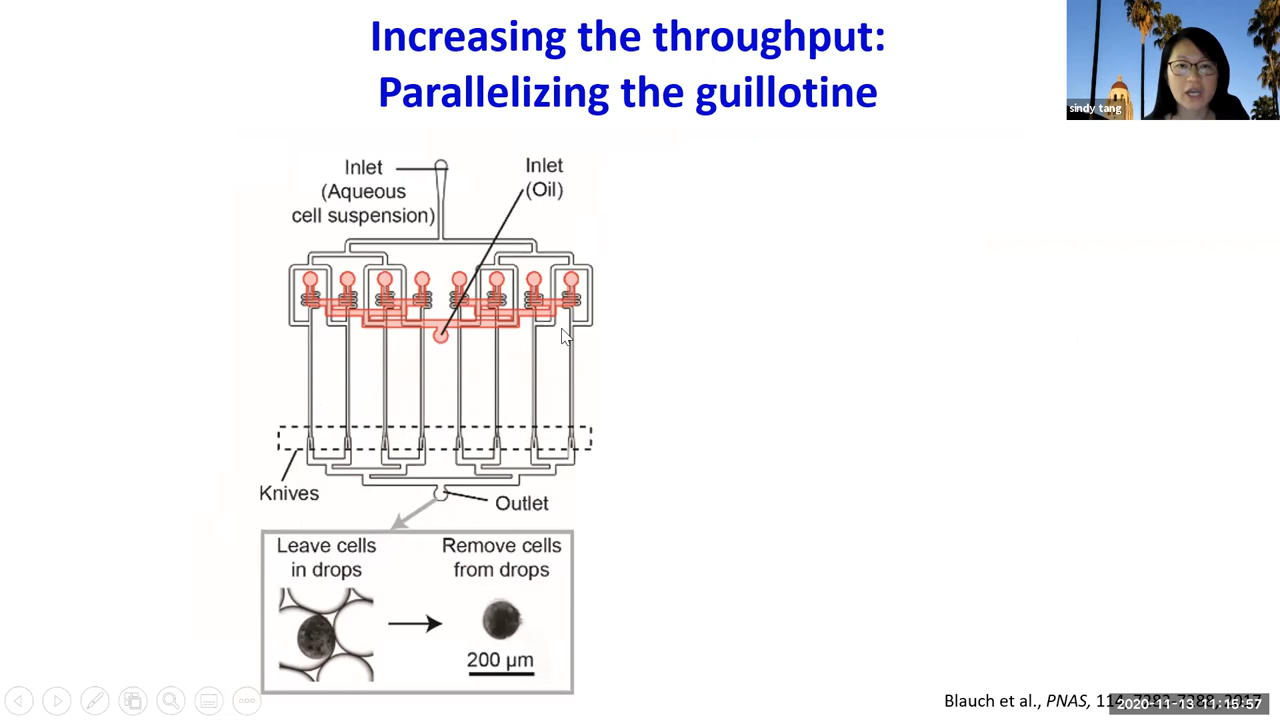 Increasing the throughput:
Parallelizing the guillotine
sindy tang
Inlet
(Aqueous
cell suspension)
Inlet
(Oil)
Knives
Outlet
Leave cells
in drops
Remove cells
from drops
200 µm
Blauch et al., PNAS,
2020-11-13 11:15:57